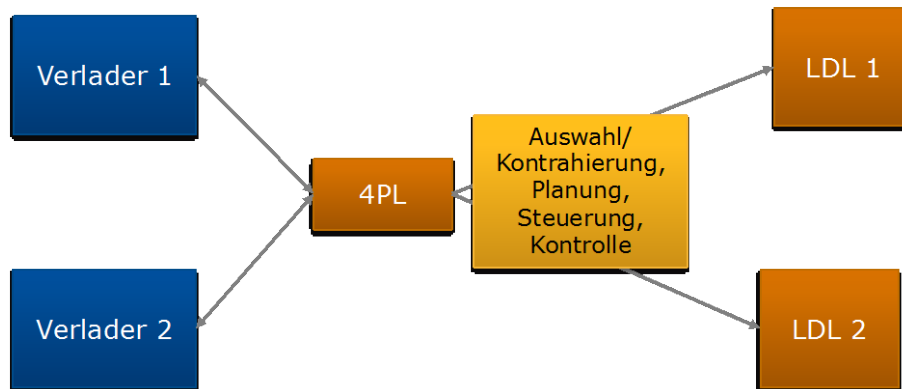 Verlader 1
LDL 1
4PL
Auswahl/
Kontrahierung,
Planung,
Steuerung,
Kontrolle
Verlader 2
LDL 2